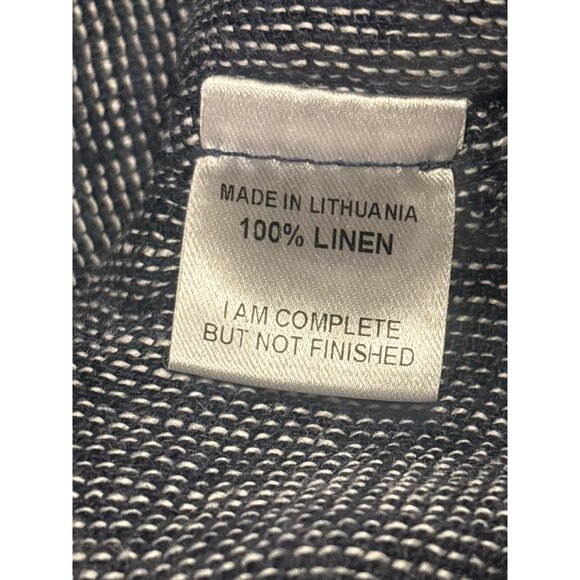 MADE IN LITHUANIA
100% LINEN
I AM COMPLETE
BUT NOT FINISHED